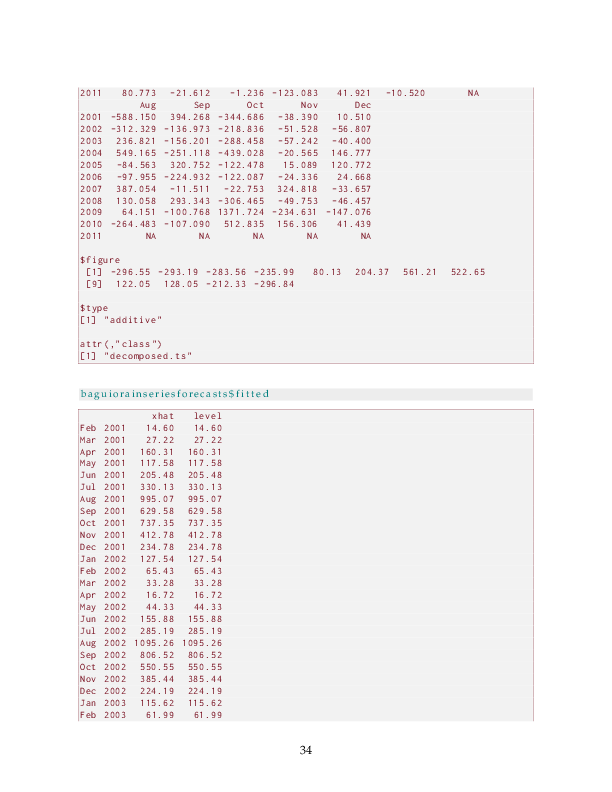 2011 80.773 -21.612 -1.236 -123.083 41.921 -10.520 NA
Aug Sep Oct Nov Dec
2001 -588.150 394.268 -344.686 -38.390 10.510
2002 -312.329 -136.973 -218.836 -51.528 -56.807
2003 236.821 -156.201 -288.458 -57.242 -40.400
2004 549.165 -251.118 -439.028 -20.565 146.777
2005 -84.563 320.752 -122.478 15.089 120.772
2006 -97.955 -224.932 -122.087 -24.336 24.668
2007 387.054 -11.511 -22.753 324.818 -33.657
2008 130.058 293.343 -306.465 -49.753 -46.457
2009 64.151 -100.768 1371.724 -234.631 -147.076
2010 -264.483 -107.090 512.835 156.306 41.439
2011 NA NA NA NA NA
$figure
[1] -296.55 -293.19 -283.56 -235.99 80.13 204.37 561.21 522.65
[9] 122.05 128.05 -212.33 -296.84
$type
[1] "additive"
attr(,"class")
[1] "decomposed.ts"
baguiorainseriesforecasts$fitted
xhat level
Feb 2001 14.60 14.60
Mar 2001 27.22 27.22
Apr 2001 160.31 160.31
May 2001 117.58 117.58
Jun 2001 205.48 205.48
Jul 2001 330.13 330.13
Aug 2001 995.07 995.07
Sep 2001 629.58 629.58
Oct 2001 737.35 737.35
Nov 2001 412.78 412.78
Dec 2001 234.78 234.78
Jan 2002 127.54 127.54
Feb 2002 65.43 65.43
Mar 2002 33.28 33.28
Apr 2002 16.72 16.72
May 2002 44.33 44.33
Jun 2002 155.88 155.88
Jul 2002 285.19 285.19
Aug 2002 1095.26 1095.26
Sep 2002 806.52 806.52
Oct 2002 550.55 550.55
Nov 2002 385.44 385.44
Dec 2002 224.19 224.19
Jan 2003 115.62 115.62
Feb 2003 61.99 61.99
34